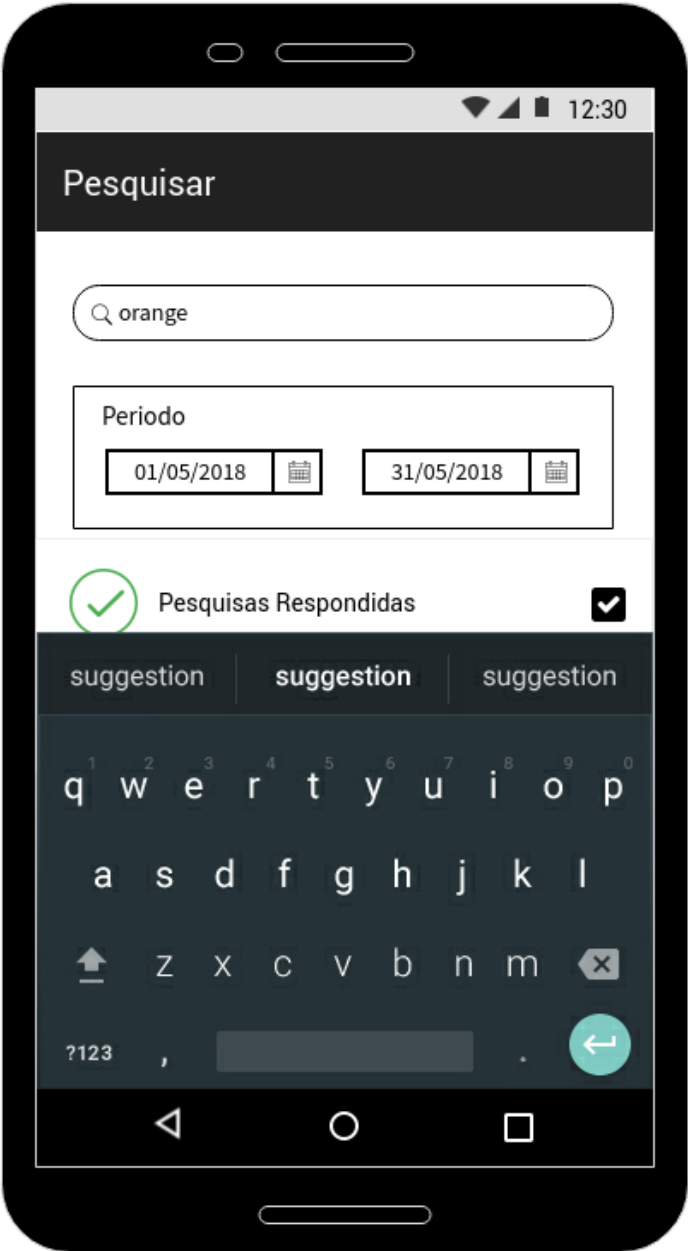 12:30
Pesquisar
orange
Periodo
01/05/2018 31/05/2018
Pesquisas Respondidas
suggestion suggestion suggestion
1 2 3 4 5 6 7 8 9 0
q w e r t y u i o p
a s d f g h j k l
z x c v b n m
?123 , .